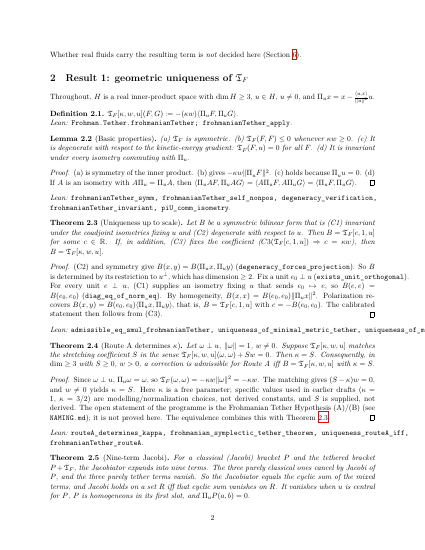 Whether real fluids carry the resulting term is not decided here (Section 6).
2 Result 1: geometric uniqueness of 𝔗_F
Throughout, H is a real inner-product space with dim H ≥ 3, u ∈ H, u ≠ 0, and Π_u x = x − ⟨u,x⟩/‖u‖² u.
Definition 2.1. 𝔗_F[κ, w, u](F, G) := −(κw)⟨Π_u F, Π_u G⟩.
Lean: Frohman.Tether.frohmanianTether, frohmanianTether_apply.
Lemma 2.2 (Basic properties). (a) 𝔗_F is symmetric. (b) 𝔗_F(F, F) ≤ 0 whenever κw ≥ 0. (c) It
is degenerate with respect to the kinetic-energy gradient: 𝔗_F(F, u) = 0 for all F. (d) It is invariant
under every isometry commuting with Π_u.
Proof. (a) is symmetry of the inner product. (b) gives −κw‖Π_u F‖². (c) holds because Π_u u = 0. (d)
If A is an isometry with AΠ_u = Π_u A, then ⟨Π_u AF, Π_u AG⟩ = ⟨AΠ_u F, AΠ_u G⟩ = ⟨Π_u F, Π_u G⟩. □
Lean: frohmanianTether_symm, frohmanianTether_self_nonpos, degeneracy_verification,
frohmanianTether_invariant, piU_comm_isometry.
Theorem 2.3 (Uniqueness up to scale). Let B be a symmetric bilinear form that is (C1) invariant
under the coadjoint isometries fixing u and (C2) degenerate with respect to u. Then B = 𝔗_F[c, 1, u]
for some c ∈ ℝ. If, in addition, (C3) fixes the coefficient (C3(𝔗_F[c, 1, u]) ⇒ c = κw), then
B = 𝔗_F[κ, w, u].
Proof. (C2) and symmetry give B(x, y) = B(Π_u x, Π_u y) (degeneracy_forces_projection). So B
is determined by its restriction to u^⊥, which has dimension ≥ 2. Fix a unit e₀ ⊥ u (exists_unit_orthogonal).
For every unit e ⊥ u, (C1) supplies an isometry fixing u that sends e₀ ↦ e, so B(e, e) =
B(e₀, e₀) (diag_eq_of_norm_eq). By homogeneity, B(x, x) = B(e₀, e₀)‖Π_u x‖². Polarization re-
covers B(x, y) = B(e₀, e₀)⟨Π_u x, Π_u y⟩, that is, B = 𝔗_F[c, 1, u] with c = −B(e₀, e₀). The calibrated
statement then follows from (C3). □
Lean: admissible_eq_smul_frohmanianTether, uniqueness_of_minimal_metric_tether, uniqueness_of_m
Theorem 2.4 (Route A determines κ). Let ω ⊥ u, ‖ω‖ = 1, w ≠ 0. Suppose 𝔗_F[κ, w, u] matches
the stretching coefficient S in the sense 𝔗_F[κ, w, u](ω, ω) + Sw = 0. Then κ = S. Consequently, in
dim ≥ 3 with S ≥ 0, w > 0, a correction is admissible for Route A iff B = 𝔗_F[κ, w, u] with κ = S.
Proof. Since ω ⊥ u, Π_u ω = ω, so 𝔗_F(ω, ω) = −κw‖ω‖² = −κw. The matching gives (S − κ)w = 0,
and w ≠ 0 yields κ = S. Here κ is a free parameter; specific values used in earlier drafts (κ =
1, κ = 3/2) are modelling/normalization choices, not derived constants, and S is supplied, not
derived. The open statement of the programme is the Frohmanian Tether Hypothesis (A)/(B) (see
NAMING.md); it is not proved here. The equivalence combines this with Theorem 2.3. □
Lean: routeA_determines_kappa, frohmanian_symplectic_tether_theorem, uniqueness_routeA_iff,
frohmanianTether_routeA.
Theorem 2.5 (Nine-term Jacobi). For a classical (Jacobi) bracket P and the tethered bracket
P + 𝔗_F, the Jacobiator expands into nine terms. The three purely classical ones cancel by Jacobi of
P, and the three purely tether terms vanish. So the Jacobiator equals the cyclic sum of the mixed
terms, and Jacobi holds on a set R iff that cyclic sum vanishes on R. It vanishes when u is central
for P, P is homogeneous in its first slot, and Π_u P(a, b) = 0.
2